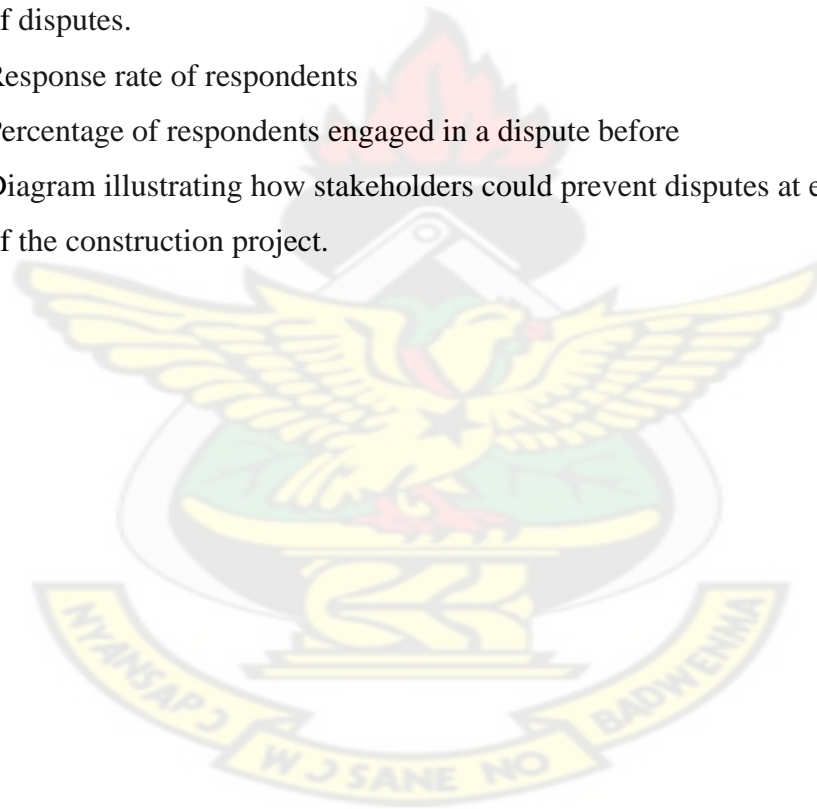 f disputes.
Response rate of respondents
Percentage of respondents engaged in a dispute before
Diagram illustrating how stakeholders could prevent disputes at e
f the construction project.
NYANSAPƆ WƆSANE NO BADWENMA